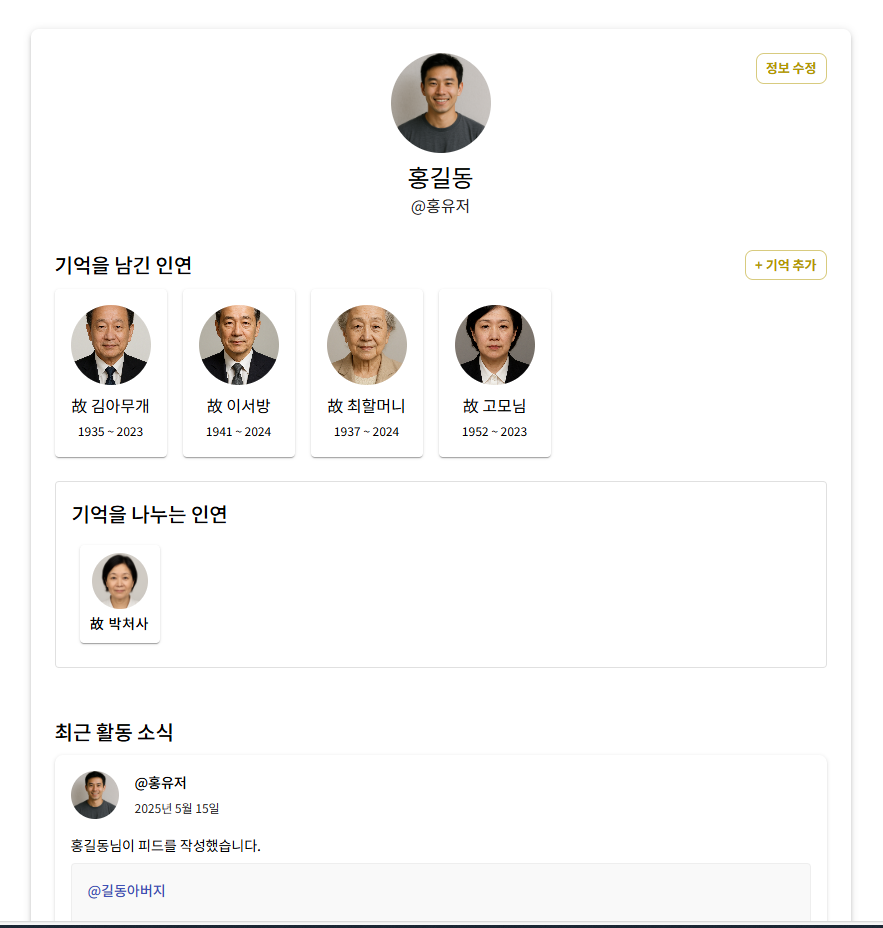 정보 수정
홍길동
@홍유저
기억을 남긴 인연
+ 기억 추가
故 김아무개
1935 ~ 2023
故 이서방
1941 ~ 2024
故 최할머니
1937 ~ 2024
故 고모님
1952 ~ 2023
기억을 나누는 인연
故 박처사
최근 활동 소식
@홍유저
2025년 5월 15일
홍길동님이 피드를 작성했습니다.
@길동아버지